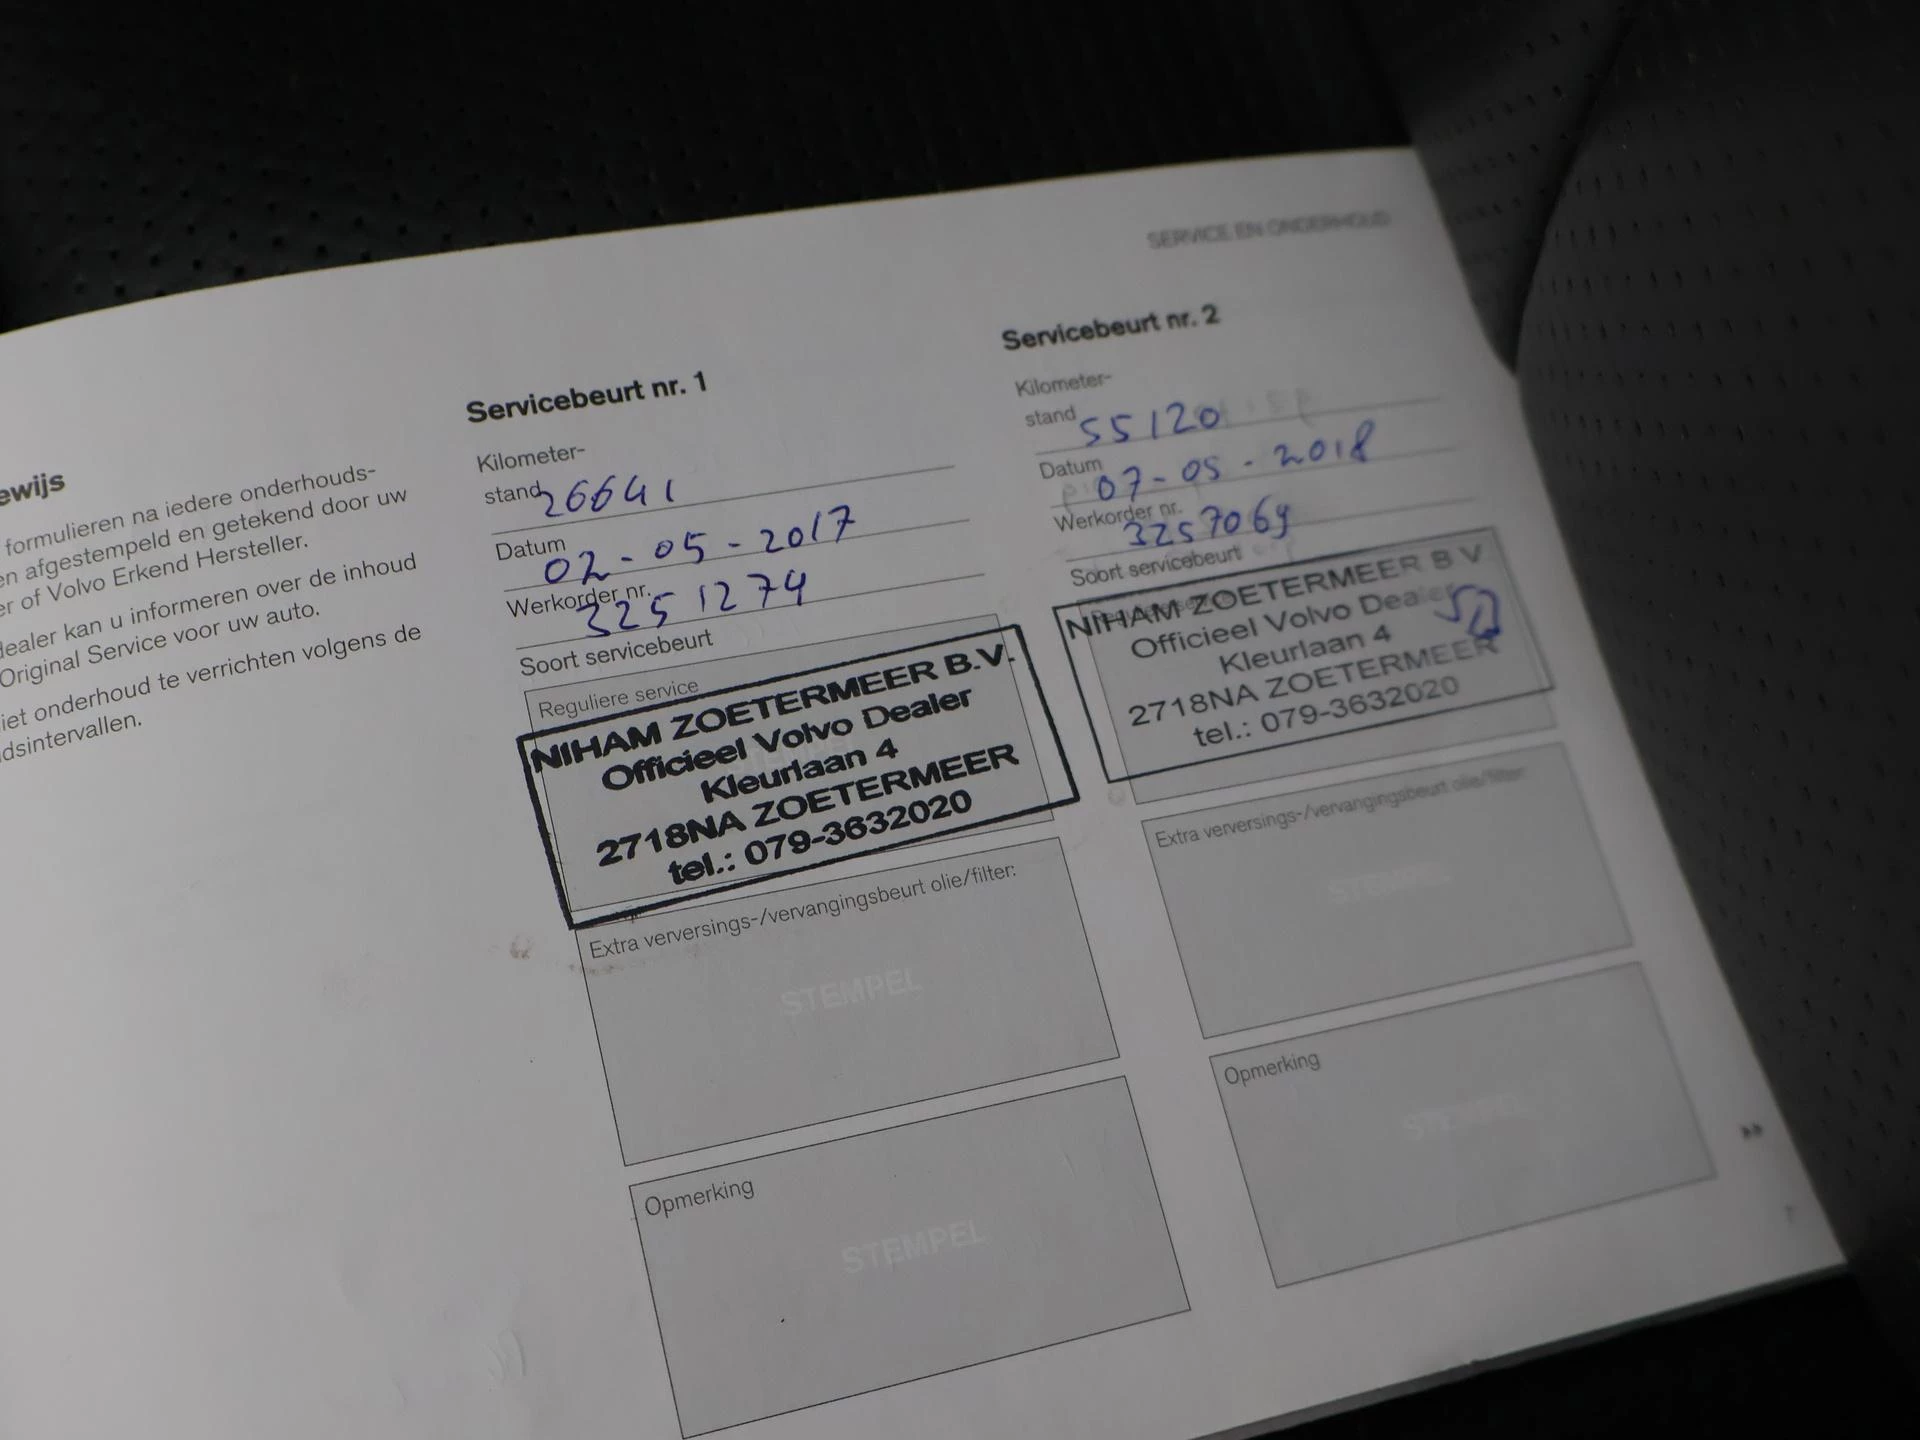 SERVICE EN ONDERHOUD
ewijs
formulieren na iedere onderhouds-
en afgestempeld en getekend door uw
er of Volvo Erkend Hersteller.
dealer kan u informeren over de inhoud
Original Service voor uw auto.
iet onderhoud te verrichten volgens de
dsintervallen.
Servicebeurt nr. 1
Kilometer-
stand 26641
Datum 02-05-2017
Werkorder nr. 3251274
Soort servicebeurt
Reguliere service
NIHAM ZOETERMEER B.V.
Officieel Volvo Dealer
Kleurlaan 4
2718NA ZOETERMEER
tel.: 079-3632020
Extra verversings-/vervangingsbeurt olie/filter:
STEMPEL
Opmerking
STEMPEL
Servicebeurt nr. 2
Kilometer-
stand 55120
Datum 07-05-2018
Werkorder nr. 3257069
Soort servicebeurt
NIHAM ZOETERMEER B V
Officieel Volvo Dealer
Kleurlaan 4
2718NA ZOETERMEER
tel.: 079-3632020
Extra verversings-/vervangingsbeurt olie/filter:
STEMPEL
Opmerking
STEMPEL